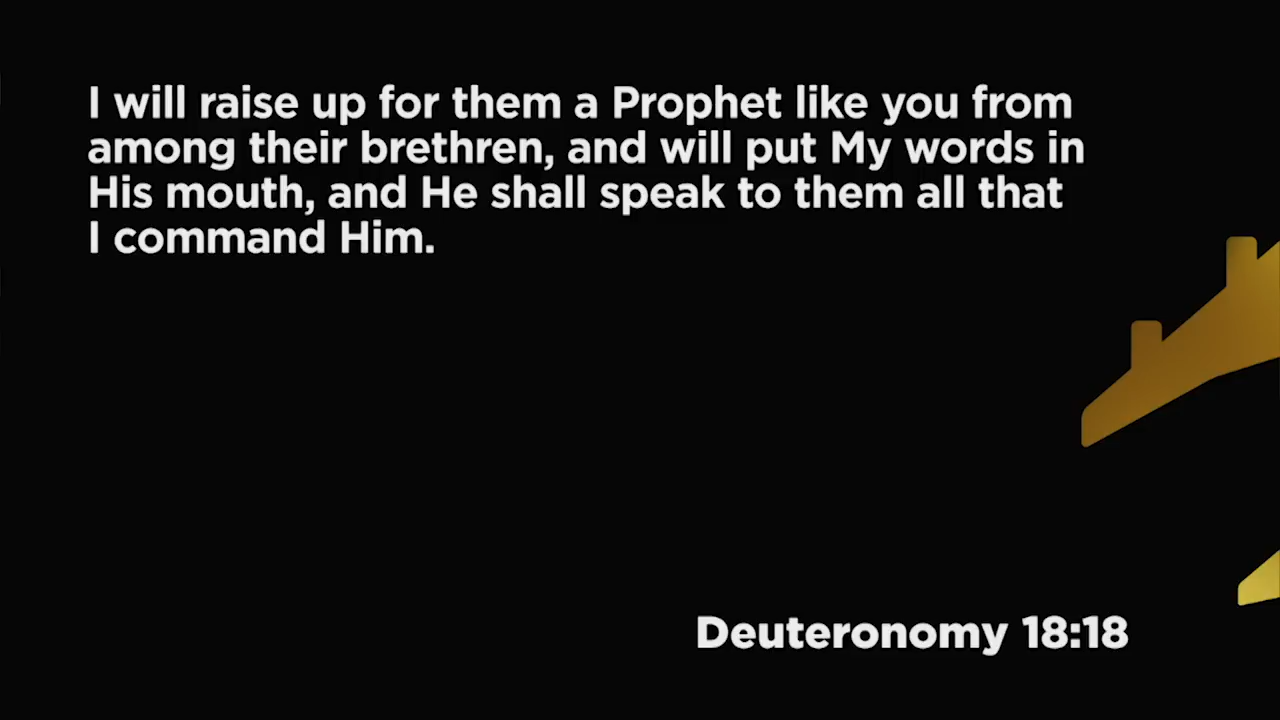 I will raise up for them a Prophet like you from
among their brethren, and will put My words in
His mouth, and He shall speak to them all that
I command Him.
Deuteronomy 18:18